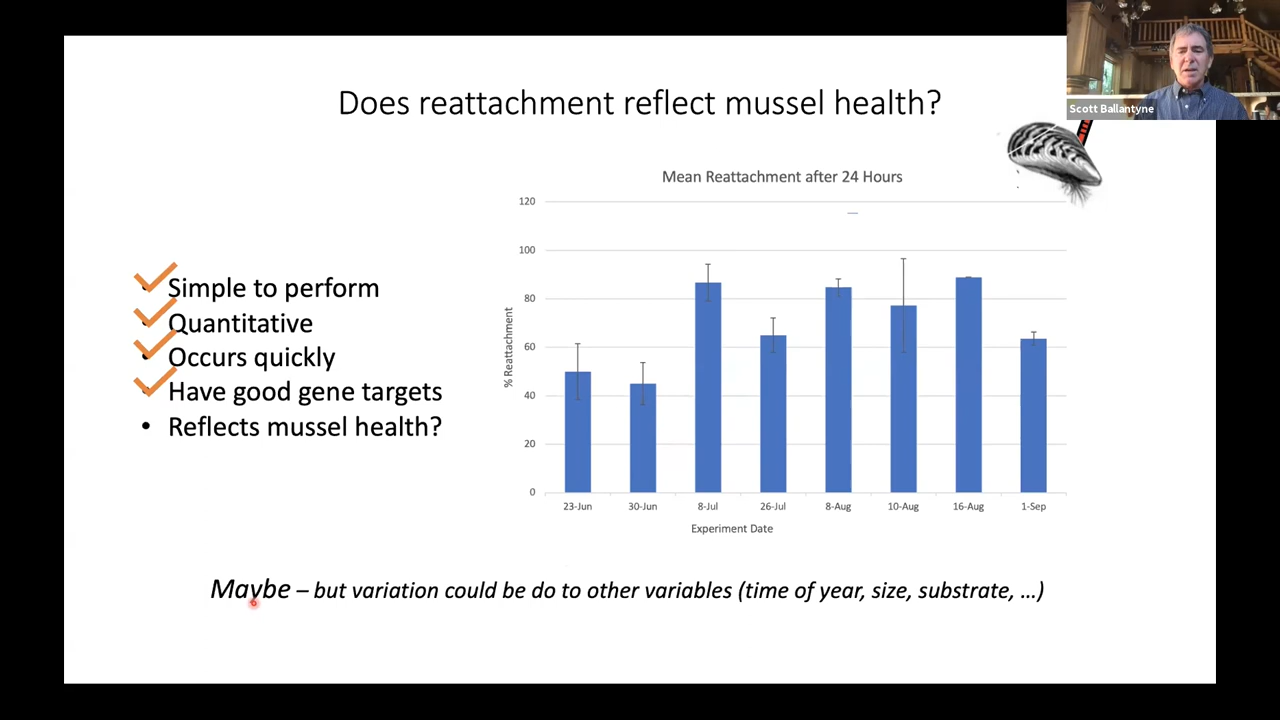 Does reattachment reflect mussel health?
Scott Ballantyne
• Simple to perform
• Quantitative
• Occurs quickly
• Have good gene targets
• Reflects mussel health?
Mean Reattachment after 24 Hours
% Reattachment
120
100
80
60
40
20
0
23-Jun 30-Jun 8-Jul 26-Jul 8-Aug 10-Aug 16-Aug 1-Sep
Experiment Date
Maybe – but variation could be do to other variables (time of year, size, substrate, …)